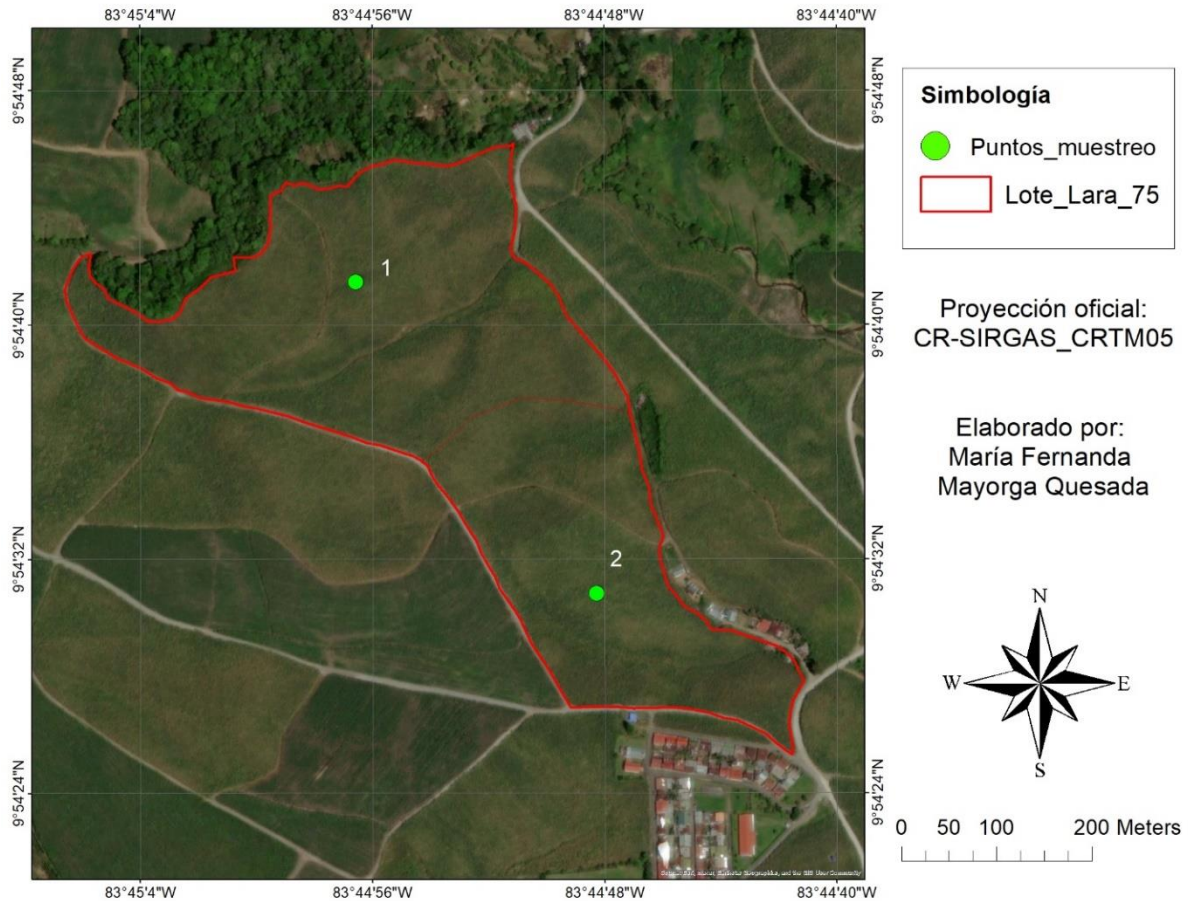 83°45'4"W 83°44'56"W 83°44'48"W 83°44'40"W
9°54'48"N 9°54'48"N
9°54'40"N 9°54'40"N
9°54'32"N 9°54'32"N
9°54'24"N 9°54'24"N
1
2
83°45'4"W 83°44'56"W 83°44'48"W 83°44'40"W
Simbología
Puntos_muestreo
Lote_Lara_75
Proyección oficial:
CR-SIRGAS_CRTM05
Elaborado por:
María Fernanda
Mayorga Quesada
N
W E
S
0 50 100 200 Meters